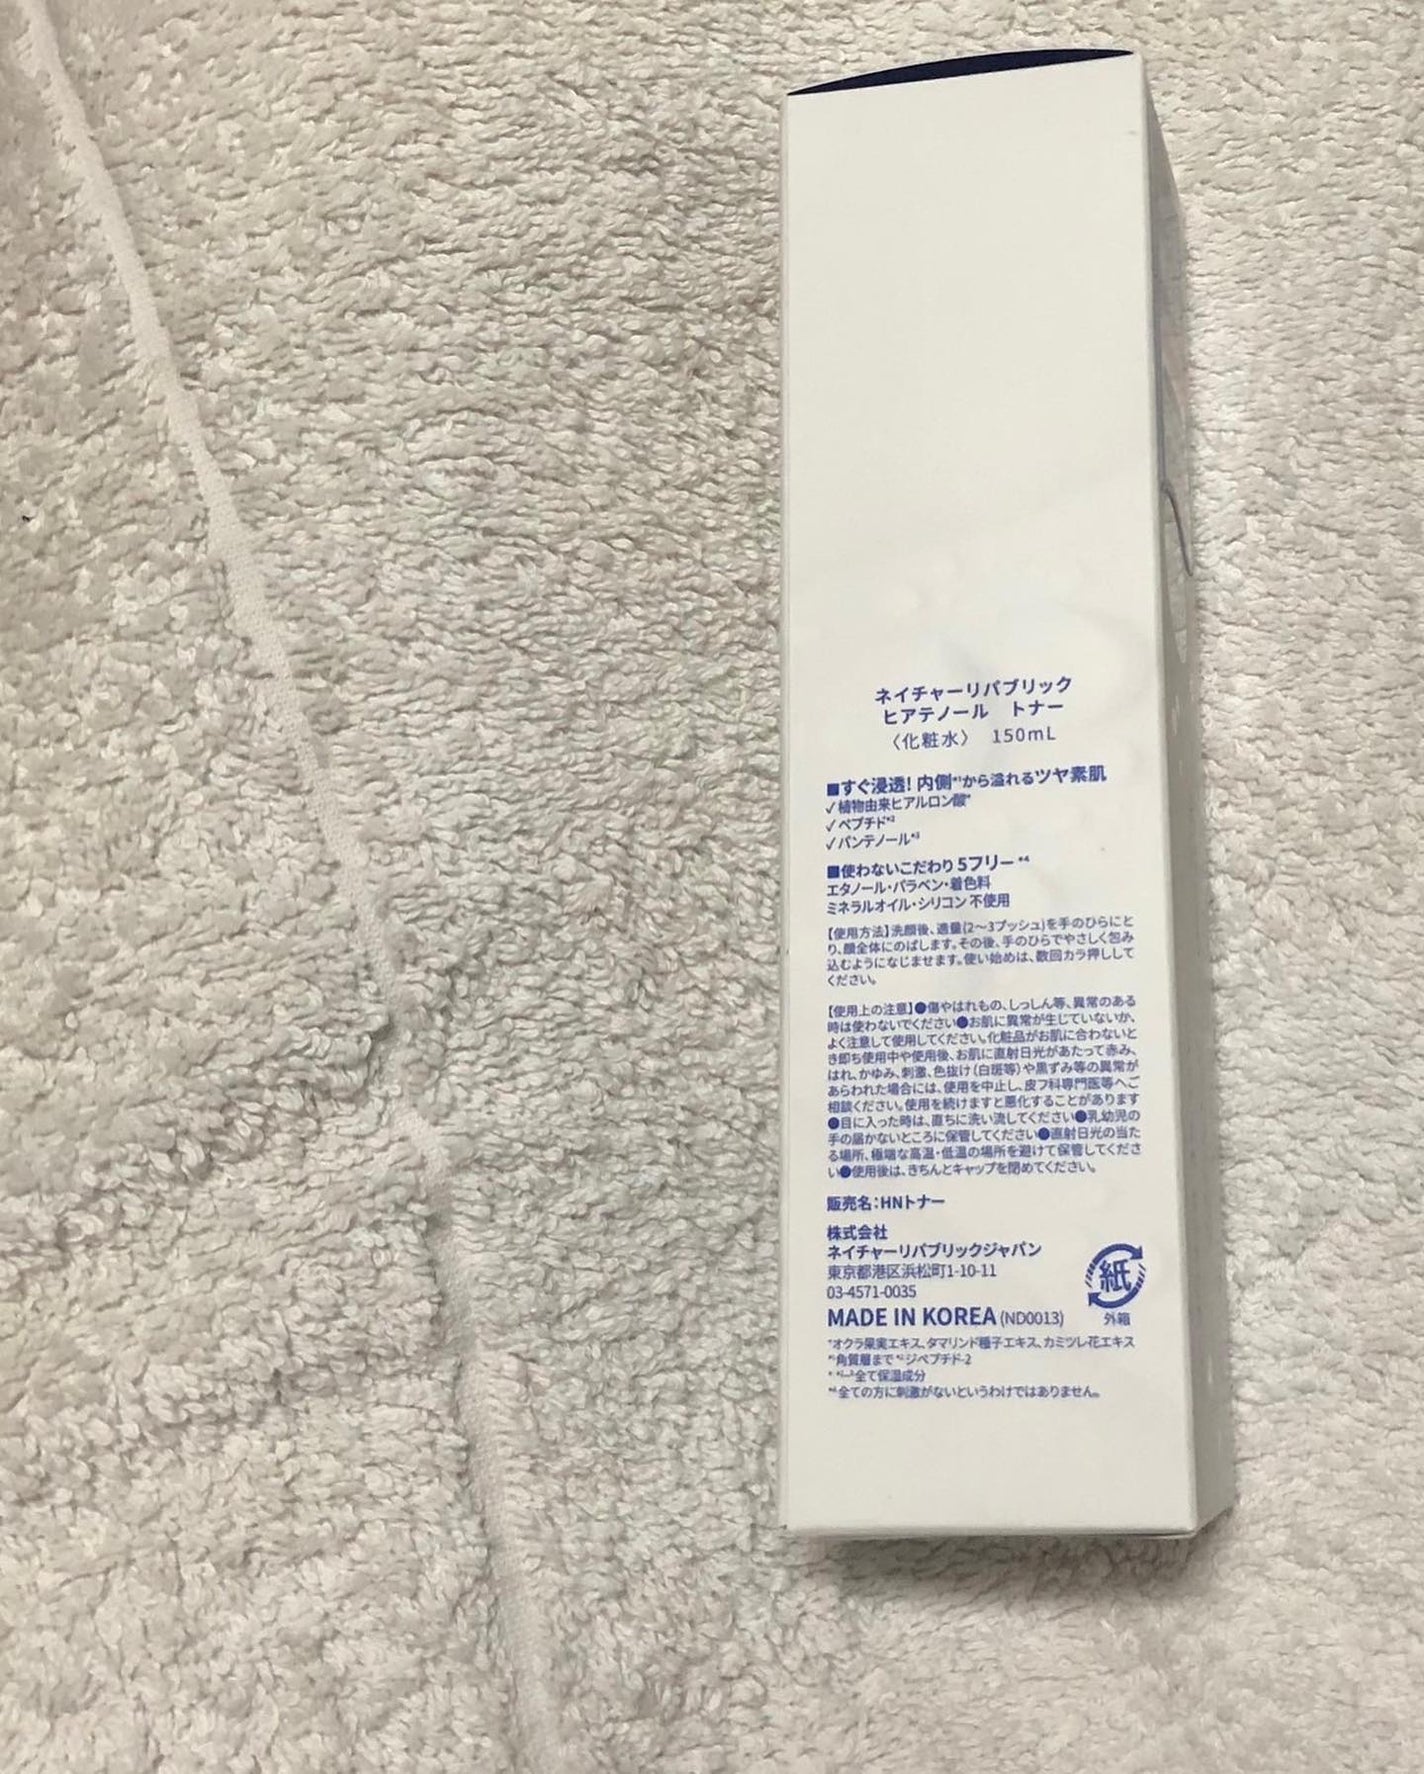 ネイチャーリパブリック
ヒアテノール　トナー
〈化粧水〉 150mL
■すぐ浸透! 内側*¹から溢れるツヤ素肌
✓植物由来ヒアルロン酸*
✓ペプチド*²
✓パンテノール*³
■使わないこだわり 5フリー *⁴
エタノール・パラベン・着色料
ミネラルオイル・シリコン 不使用
【使用方法】洗顔後、適量(2〜3プッシュ)を手のひらにと
り、顔全体にのばします。その後、手のひらでやさしく包み
込むようになじませます。使い始めは、数回カラ押しして
ください。
【使用上の注意】●傷やはれもの、しっしん等、異常のある
時は使わないでください●お肌に異常が生じていないか、
よく注意して使用してください。化粧品がお肌に合わないと
き即ち使用中や使用後、お肌に直射日光があたって赤み、
はれ、かゆみ、刺激、色抜け(白斑等)や黒ずみ等の異常が
あらわれた場合には、使用を中止し、皮フ科専門医等へご
相談ください。使用を続けますと悪化することがあります
●目に入った時は、直ちに洗い流してください●乳幼児の
手の届かないところに保管してください●直射日光の当た
る場所、極端な高温・低温の場所を避けて保管してくださ
い●使用後は、きちんとキャップを閉めてください。
販売名：HNトナー
株式会社
ネイチャーリパブリックジャパン
東京都港区浜松町1-10-11
03-4571-0035
MADE IN KOREA (ND0013)
紙
外箱
*オクラ果実エキス、タマリンド種子エキス、カミツレ花エキス
*¹角質層まで *²ジペプチド-2
* *²⁻³全て保湿成分
*⁴全ての方に刺激がないというわけではありません。